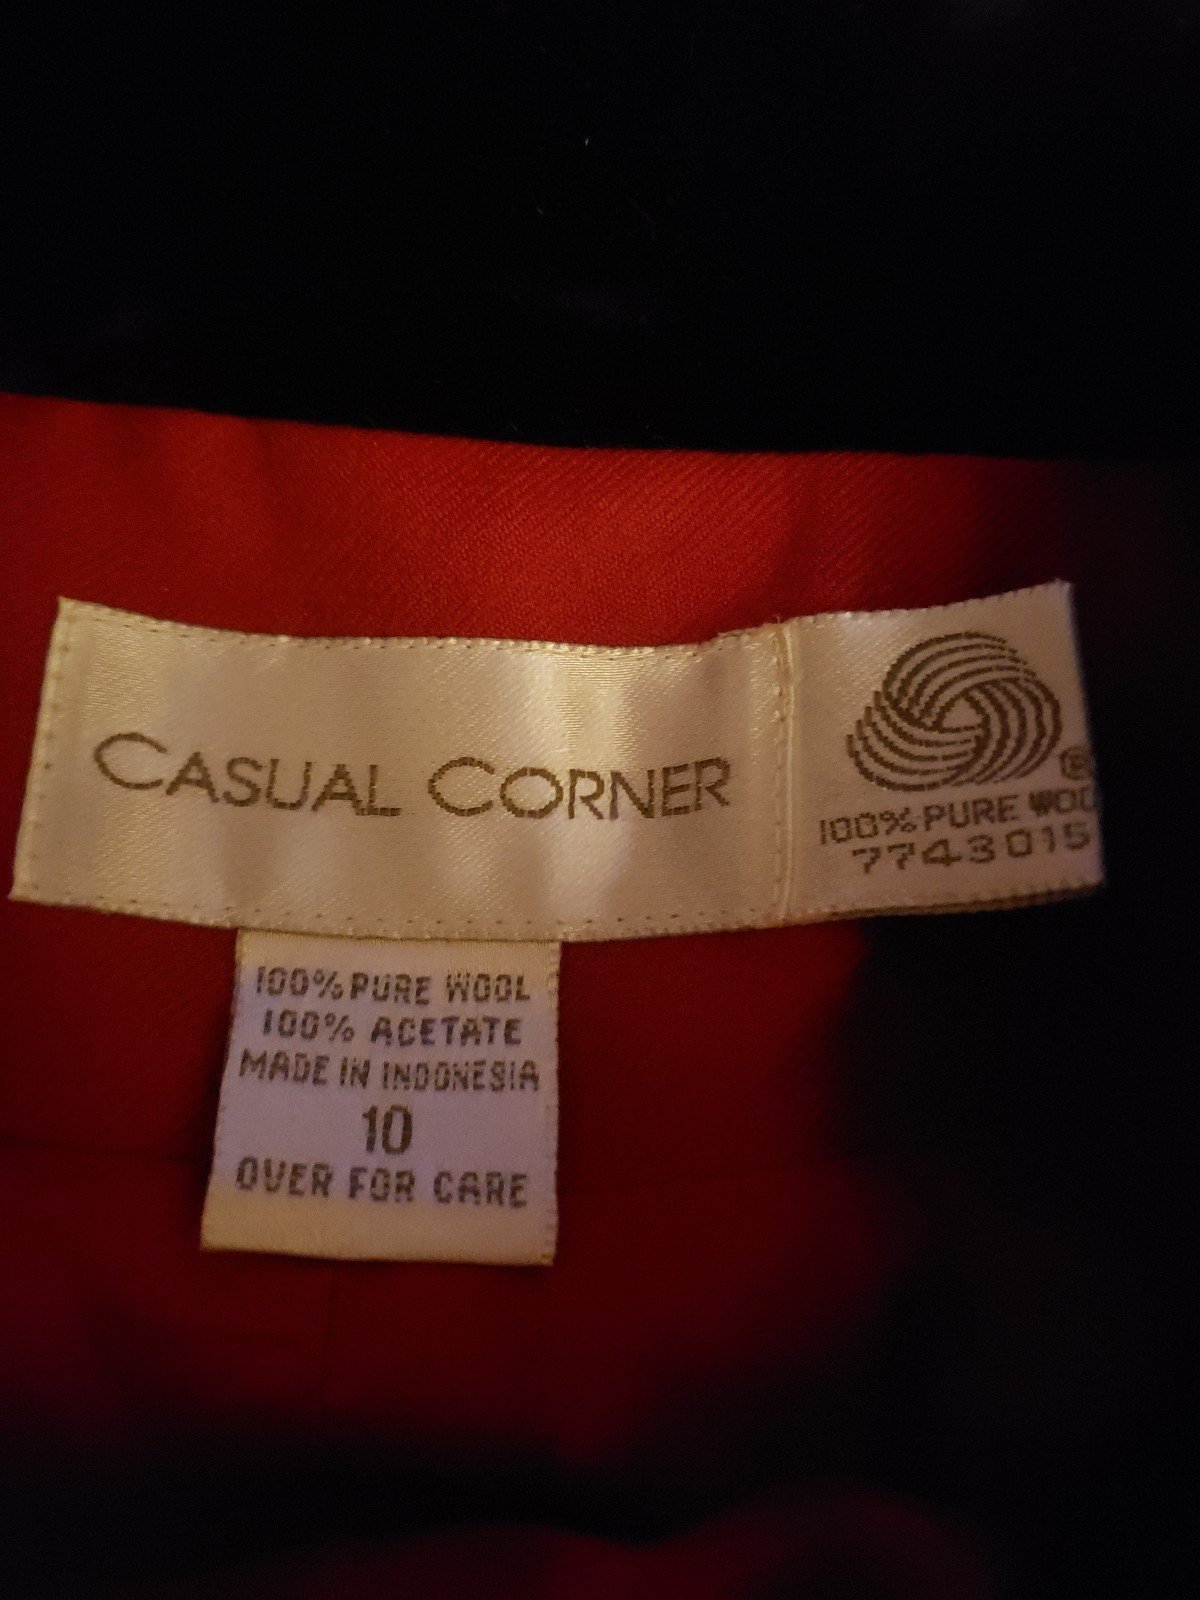 CASUAL CORNER
®
100% PURE WOO
7743015
100% PURE WOOL
100% ACETATE
MADE IN INDONESIA
10
OVER FOR CARE